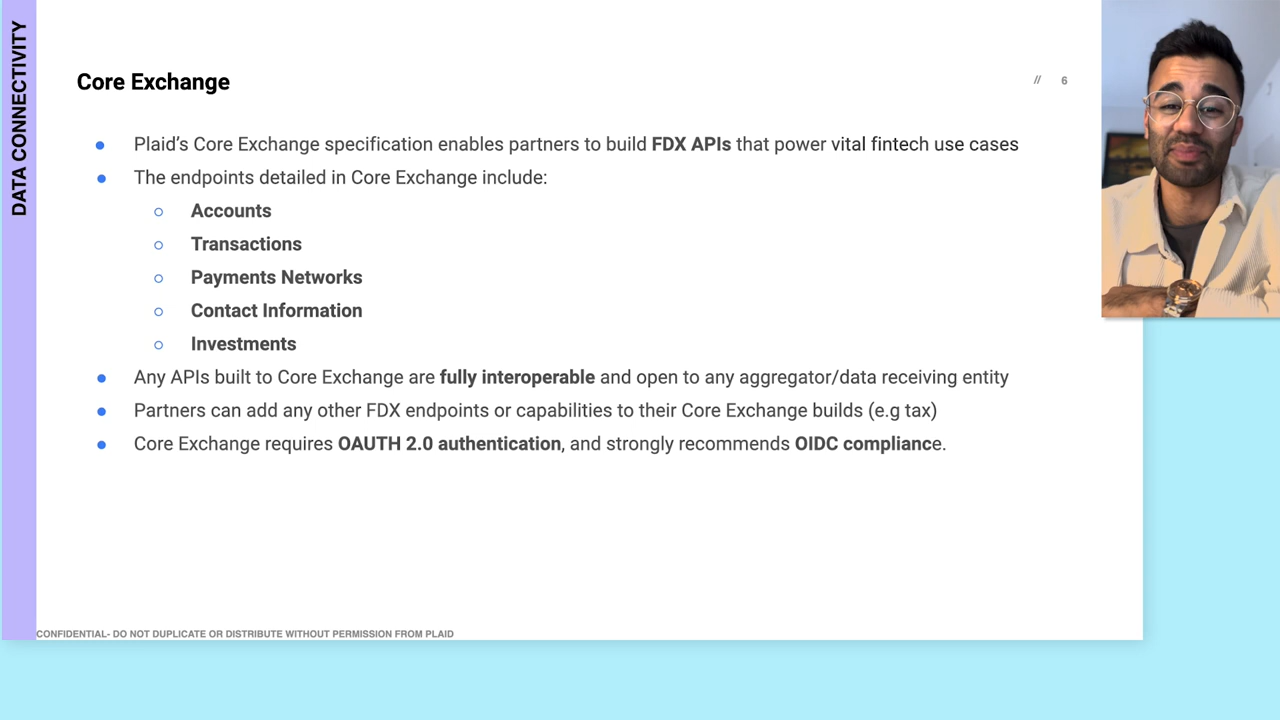 DATA CONNECTIVITY
Core Exchange
// 6
● Plaid’s Core Exchange specification enables partners to build FDX APIs that power vital fintech use cases
● The endpoints detailed in Core Exchange include:
○ Accounts
○ Transactions
○ Payments Networks
○ Contact Information
○ Investments
● Any APIs built to Core Exchange are fully interoperable and open to any aggregator/data receiving entity
● Partners can add any other FDX endpoints or capabilities to their Core Exchange builds (e.g tax)
● Core Exchange requires OAUTH 2.0 authentication, and strongly recommends OIDC compliance.
CONFIDENTIAL- DO NOT DUPLICATE OR DISTRIBUTE WITHOUT PERMISSION FROM PLAID